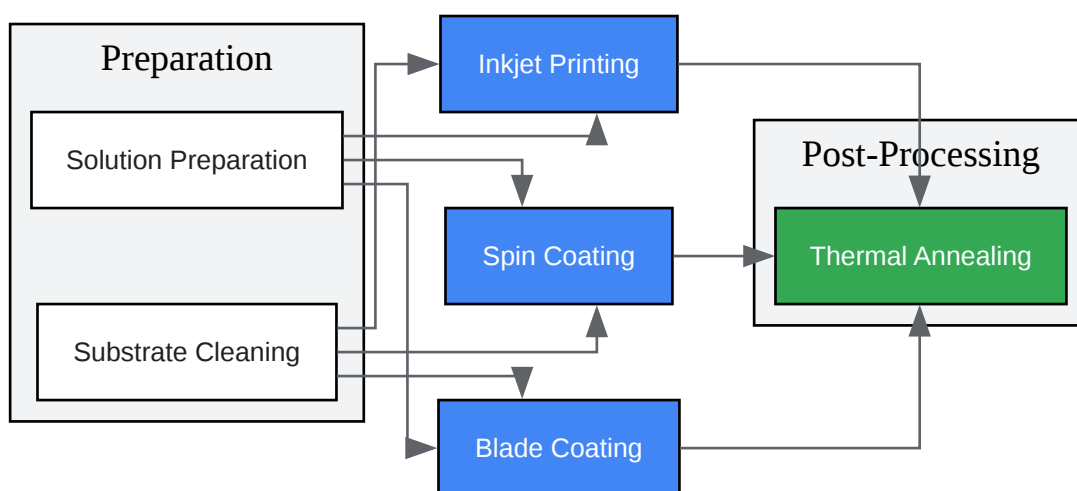 Preparation
Solution Preparation
Substrate Cleaning
Inkjet Printing
Spin Coating
Blade Coating
Post-Processing
Thermal Annealing